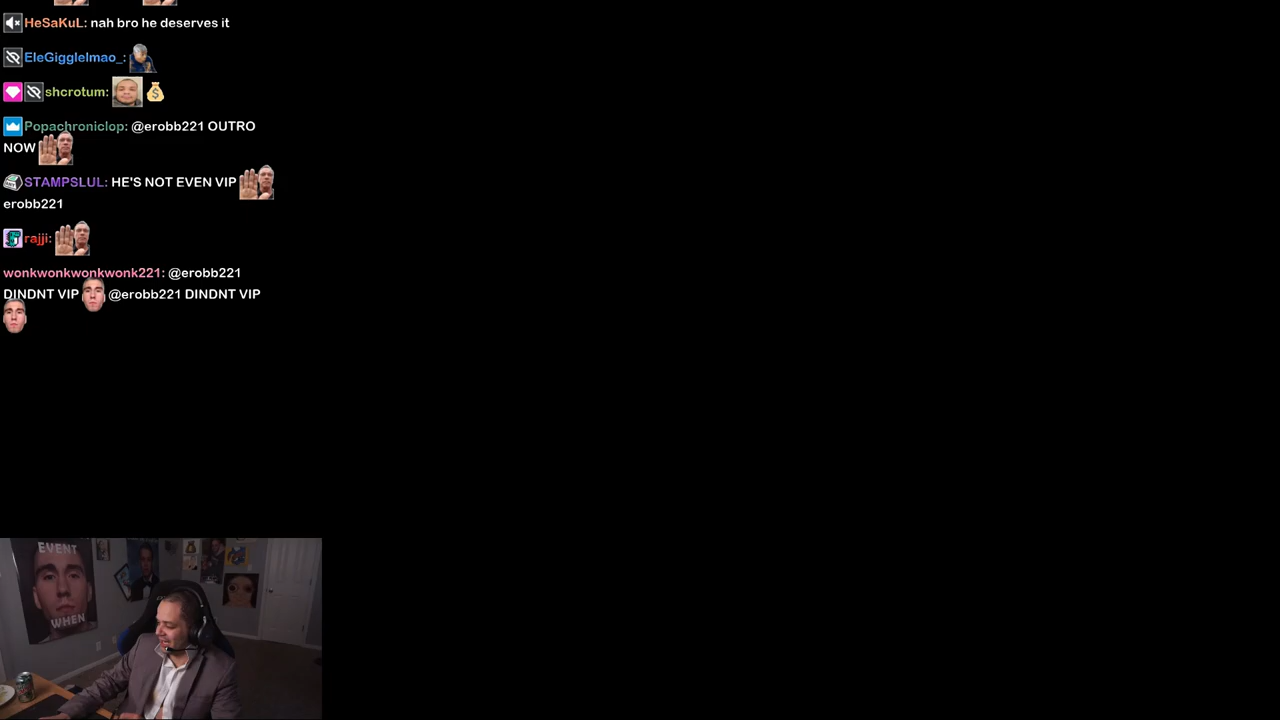 HeSaKuL: nah bro he deserves it
EleGigglelmao_:
shcrotum:
Popachroniclop: @erobb221 OUTRO
NOW
STAMPSLUL: HE'S NOT EVEN VIP
erobb221
rajji:
wonkwonkwonkwonk221: @erobb221
DINDNT VIP @erobb221 DINDNT VIP
EVENT
WHEN